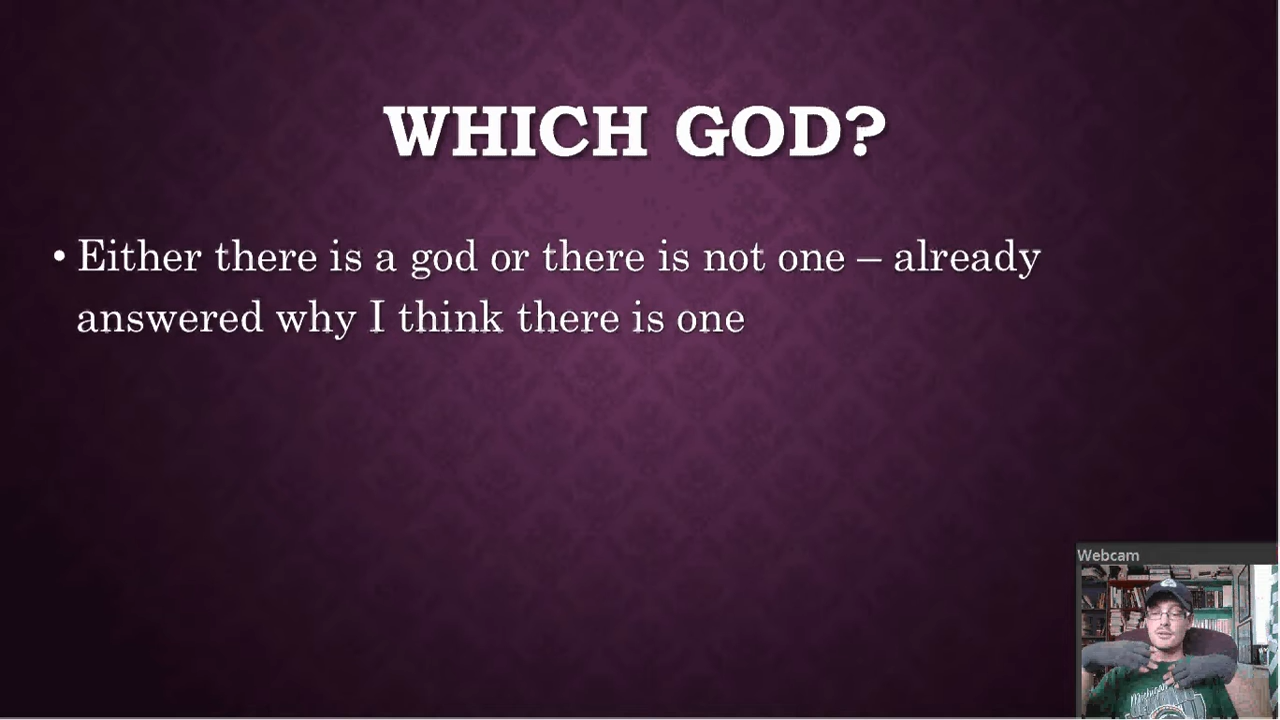 WHICH GOD?
• Either there is a god or there is not one – already
answered why I think there is one
Webcam
Michigan